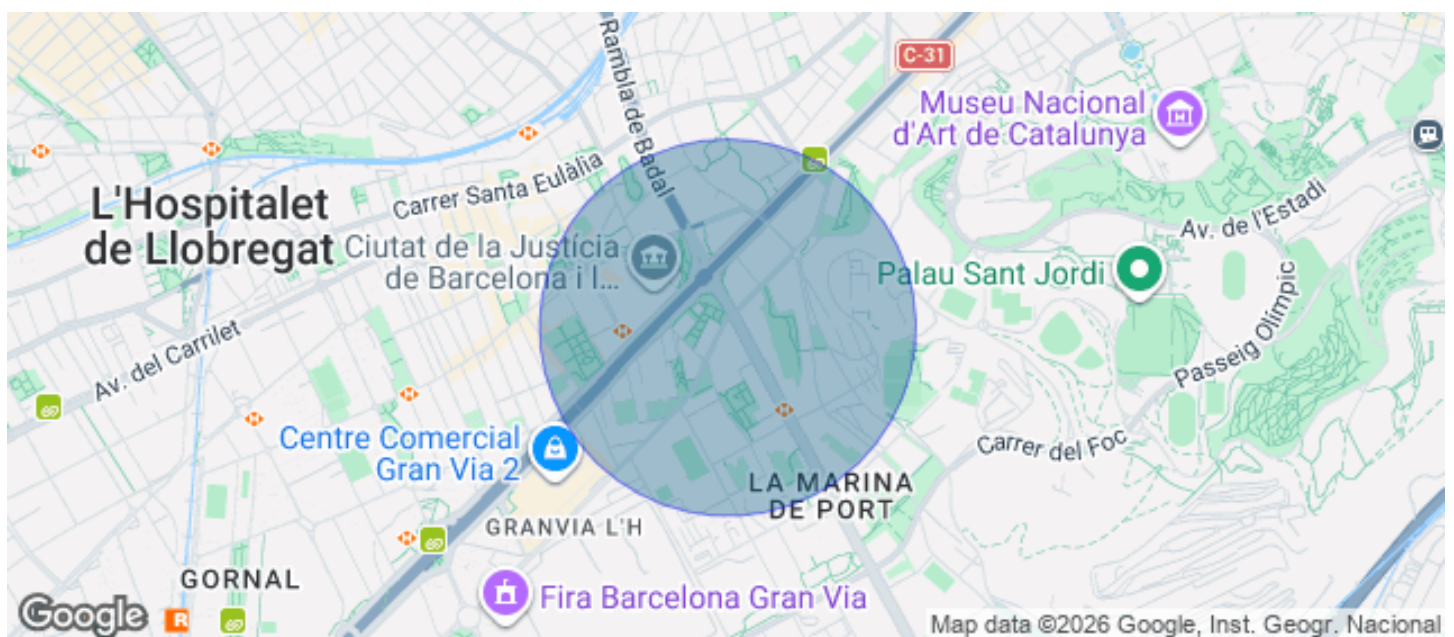 Rambla de Badal
C-31
Museu Nacional
d'Art de Catalunya
Carrer Santa Eulàlia
L'Hospitalet
de Llobregat
Ciutat de la Justícia
de Barcelona i l...
Av. de l'Estadi
Palau Sant Jordi
Passeig Olímpic
Av. del Carrilet
Centre Comercial
Gran Via 2
Carrer del Foc
LA MARINA
DE PORT
GRANVIA L'H
GORNAL
Fira Barcelona Gran Via
Google
R
Map data ©2026 Google, Inst. Geogr. Nacional